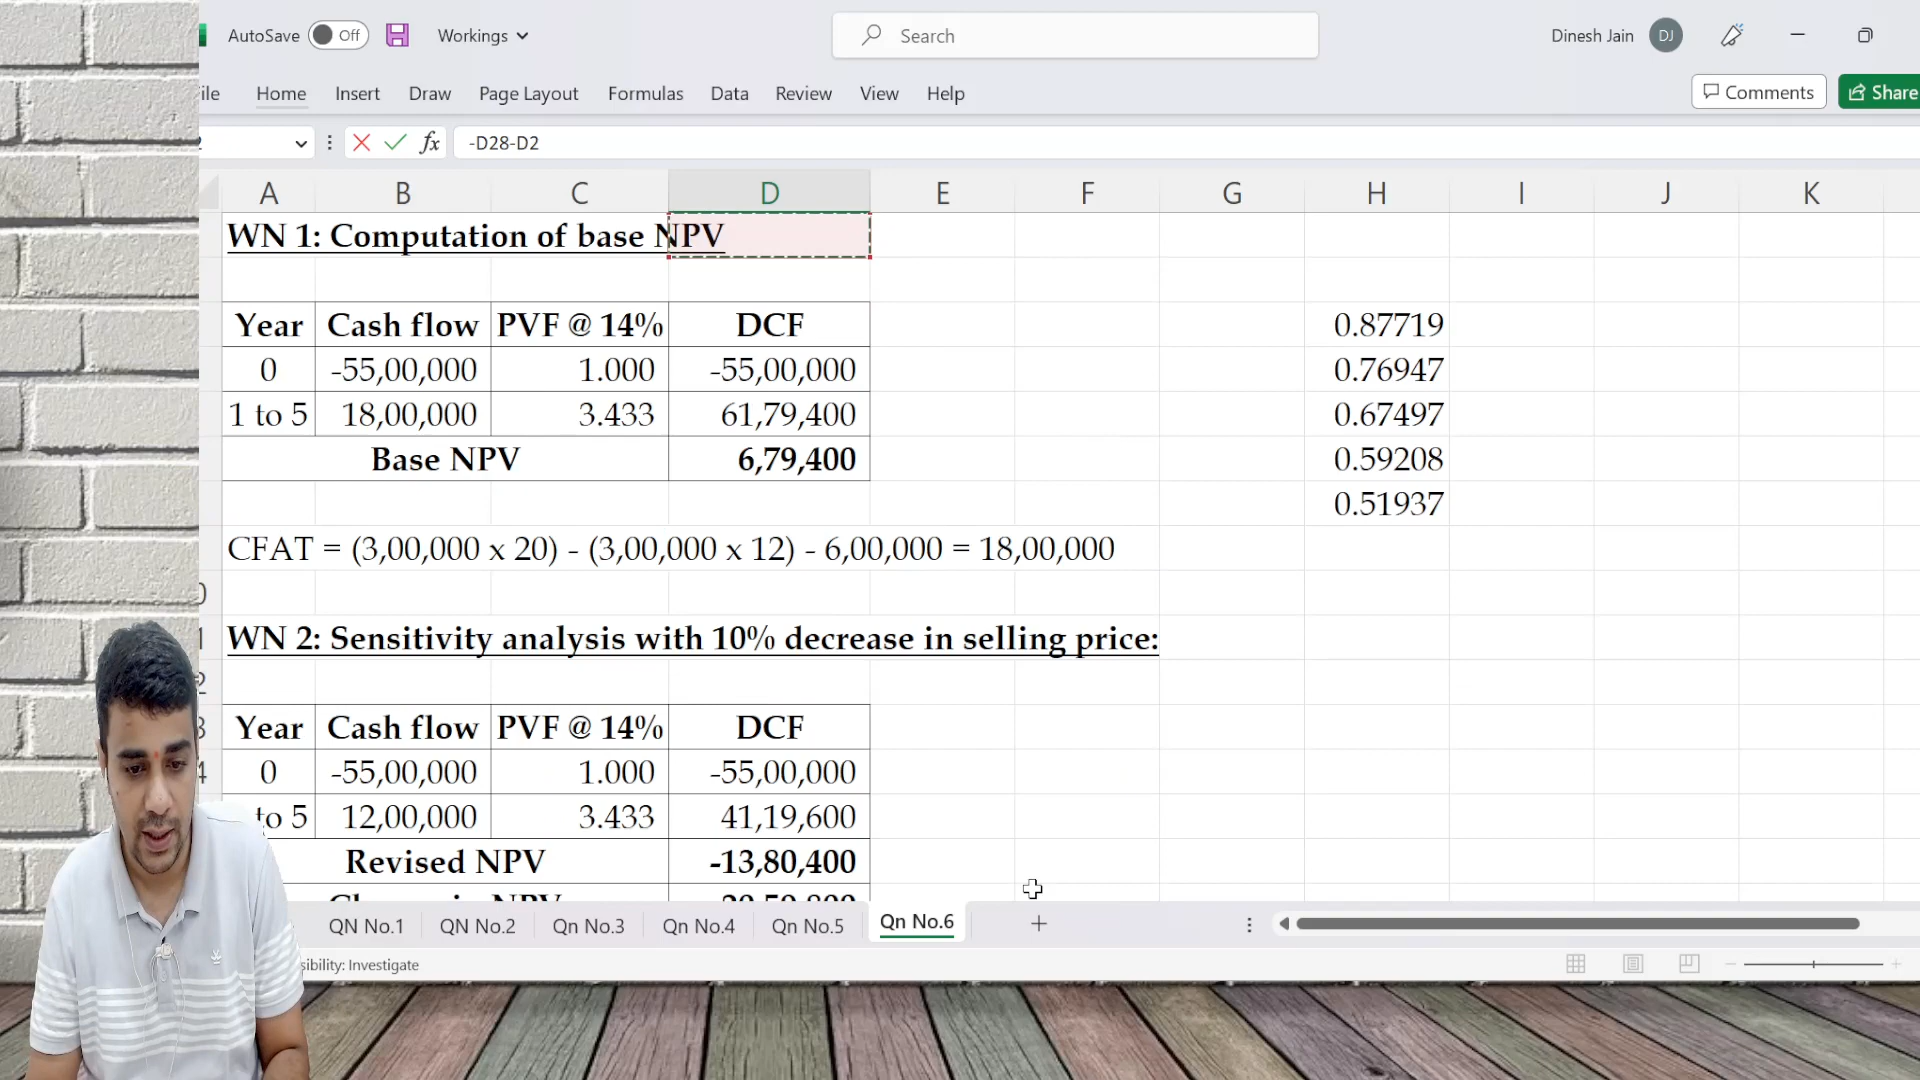 AutoSave Off Workings Search Dinesh Jain DJ
ile Home Insert Draw Page Layout Formulas Data Review View Help Comments Share
fx -D28-D2
A B C D E F G H I J K
WN 1: Computation of base NPV
Year Cash flow PVF @ 14% DCF 0.87719
0 -55,00,000 1.000 -55,00,000 0.76947
1 to 5 18,00,000 3.433 61,79,400 0.67497
Base NPV 6,79,400 0.59208
0.51937
CFAT = (3,00,000 x 20) - (3,00,000 x 12) - 6,00,000 = 18,00,000
WN 2: Sensitivity analysis with 10% decrease in selling price:
Year Cash flow PVF @ 14% DCF
0 -55,00,000 1.000 -55,00,000
to 5 12,00,000 3.433 41,19,600
Revised NPV -13,80,400
QN No.1 QN No.2 Qn No.3 Qn No.4 Qn No.5 Qn No.6
sibility: Investigate